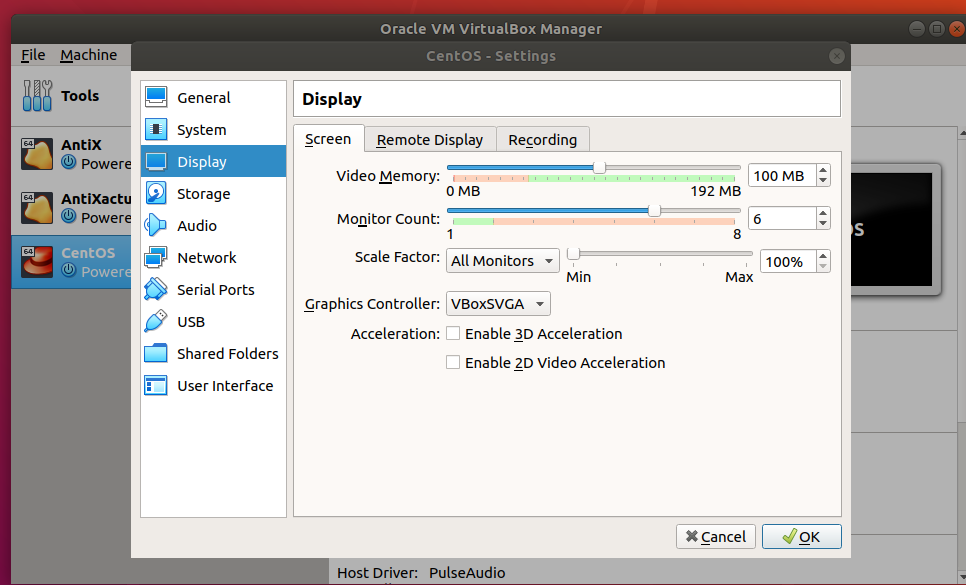 Oracle VM VirtualBox Manager
File Machine
CentOS - Settings
Tools
64
AntiX
Powere
64
AntiXactu
Powere
64
CentOS
Powere
General
System
Display
Storage
Audio
Network
Serial Ports
USB
Shared Folders
User Interface
Display
Screen Remote Display Recording
Video Memory: 100 MB
0 MB 192 MB
Monitor Count: 6
1 8
Scale Factor: All Monitors 100%
Min Max
Graphics Controller: VBoxSVGA
Acceleration: Enable 3D Acceleration
Enable 2D Video Acceleration
OS
Cancel OK
Host Driver: PulseAudio